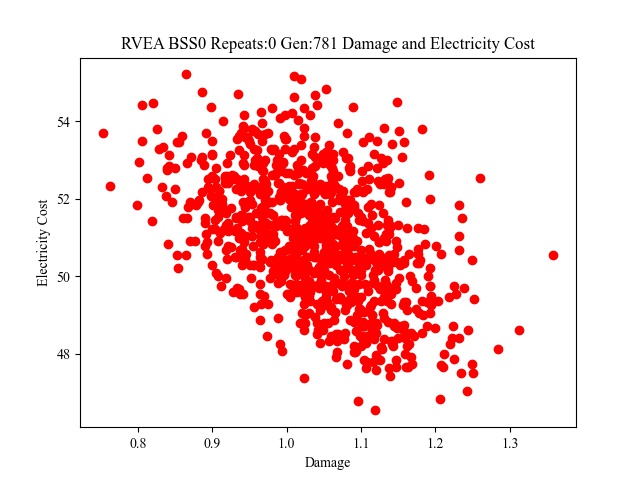 RVEA BSS0 Repeats:0 Gen:781 Damage and Electricity Cost
54
52
50
48
Electricity Cost
0.8 0.9 1.0 1.1 1.2 1.3
Damage